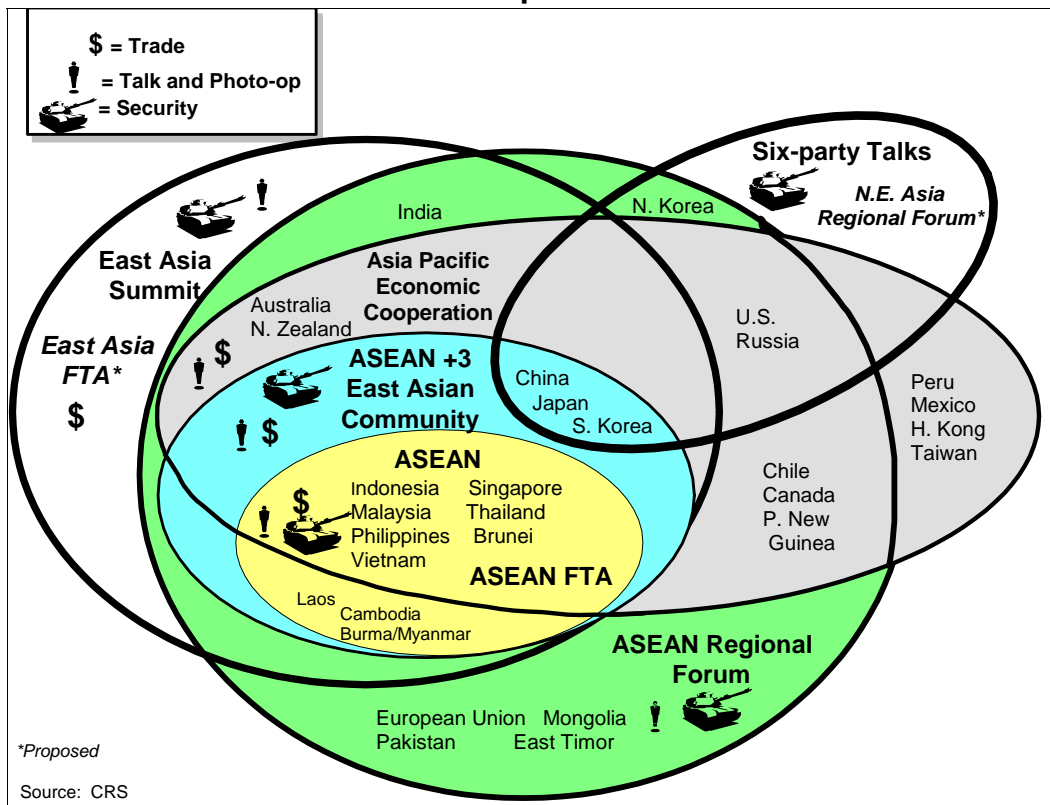 $ = Trade
= Talk and Photo-op
= Security
Six-party Talks
N.E. Asia
Regional Forum*
India
N. Korea
East Asia
Summit
East Asia
FTA*
$
Asia Pacific
Economic
Cooperation
Australia
N. Zealand
$
U.S.
Russia
ASEAN +3
East Asian
Community
$
China
Japan
S. Korea
Peru
Mexico
H. Kong
Taiwan
ASEAN
$
Indonesia Singapore
Malaysia Thailand
Philippines Brunei
Vietnam
ASEAN FTA
Chile
Canada
P. New
Guinea
Laos
Cambodia
Burma/Myanmar
ASEAN Regional
Forum
European Union Mongolia
Pakistan East Timor
*Proposed
Source: CRS